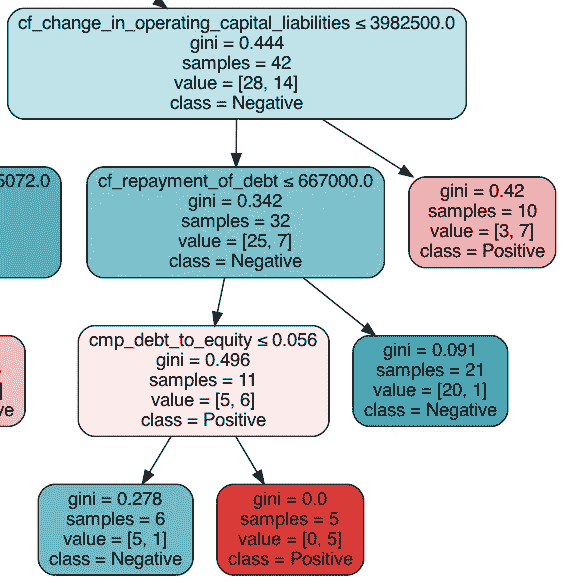 cf_change_in_operating_capital_liabilities ≤ 3982500.0
gini = 0.444
samples = 42
value = [28, 14]
class = Negative
5072.0
cf_repayment_of_debt ≤ 667000.0
gini = 0.342
samples = 32
value = [25, 7]
class = Negative
gini = 0.42
samples = 10
value = [3, 7]
class = Positive
cmp_debt_to_equity ≤ 0.056
gini = 0.496
samples = 11
value = [5, 6]
class = Positive
gini = 0.091
samples = 21
value = [20, 1]
class = Negative
gini = 0.278
samples = 6
value = [5, 1]
class = Negative
gini = 0.0
samples = 5
value = [0, 5]
class = Positive